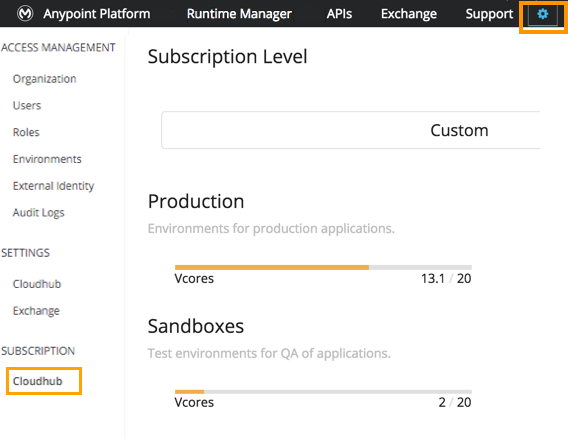 Anypoint Platform Runtime Manager APIs Exchange Support
ACCESS MANAGEMENT
Organization
Users
Roles
Environments
External Identity
Audit Logs
SETTINGS
Cloudhub
Exchange
SUBSCRIPTION
Cloudhub
Subscription Level
Custom
Production
Environments for production applications.
Vcores 13.1 / 20
Sandboxes
Test environments for QA of applications.
Vcores 2 / 20